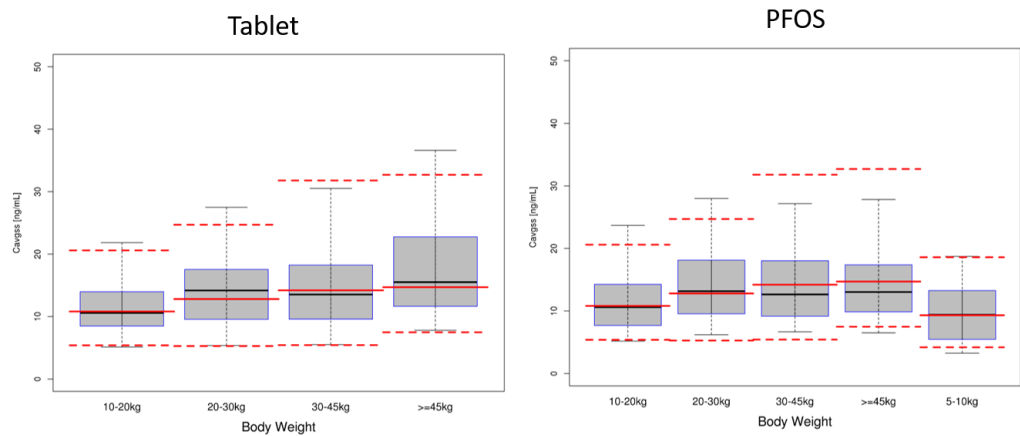 Tablet
Cavgss [ng/mL]
50
40
30
20
10
0
10-20kg 20-30kg 30-45kg >=45kg
Body Weight
PFOS
Cavgss [ng/mL]
50
40
30
20
10
0
10-20kg 20-30kg 30-45kg >=45kg 5-10kg
Body Weight